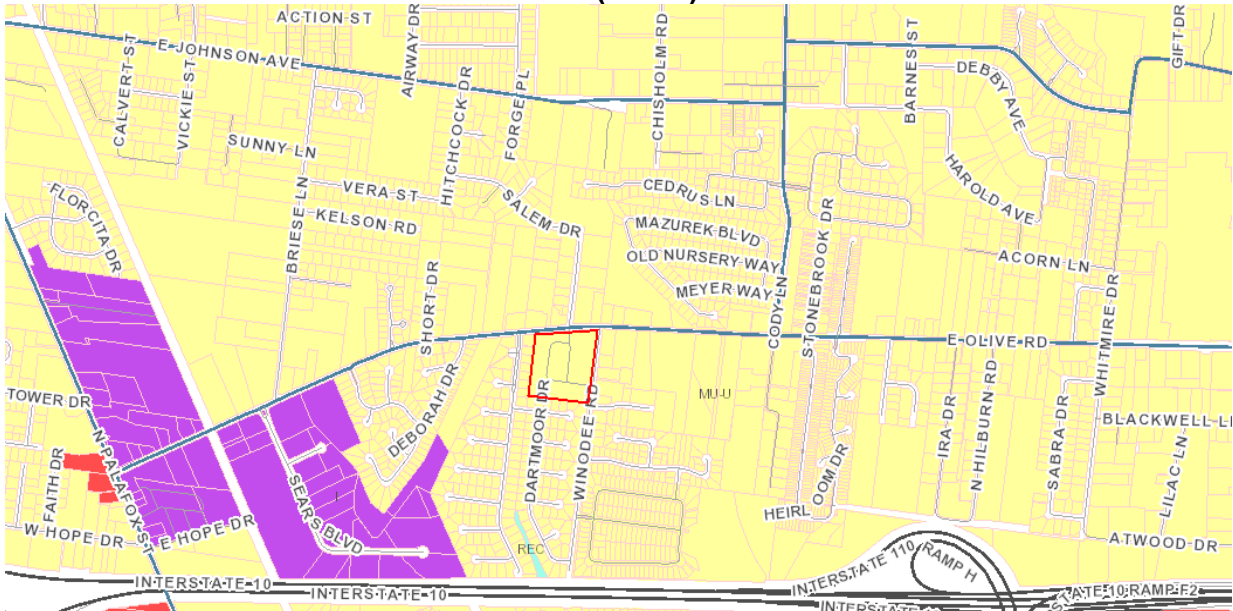 ACTION ST
E JOHNSON AVE
CALVERT ST
VICKIE ST
AIRWAY DR
HITCHCOCK DR
FORGE PL
CHISHOLM RD
BARNES ST
DEBBY AVE
GIFT DR
SUNNY LN
VERA ST
KELSON RD
SALEM DR
CEDRUS LN
HAROLD AVE
FLORCITA DR
BRIESE LN
MAZUREK BLVD
OLD NURSERY WAY
MEYER WAY
CODY LN
STONEBROOK DR
ACORN LN
WHITMIRE DR
SHORT DR
E OLIVE RD
TOWER DR
N PALAFOX ST
FAITH DR
DEBORAH DR
DARTMOOR DR
WINODEE RD
MU-U
IRA DR
N HILBURN RD
SABRA DR
BLACKWELL L
LILAC LN
W HOPE DR
E HOPE DR
SEARS BLVD
I
REC
HEIRLOOM DR
ATWOOD DR
INTERSTATE 10
INTERSTATE 10
INTERSTATE 110 RAMP H
STATE 10 RAMP F2
INTERSTATE